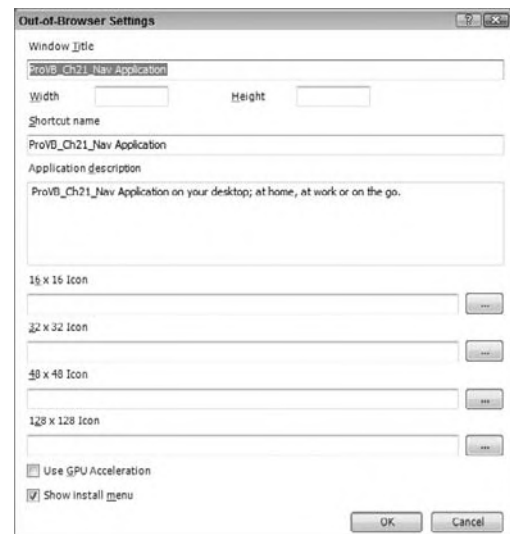 Out-of-Browser Settings
Window Title
ProVB_Ch21_Nav Application
Width Height
Shortcut name
ProVB_Ch21_Nav Application
Application description
ProVB_Ch21_Nav Application on your desktop; at home, at work or on the go.
16 x 16 Icon
...
32 x 32 Icon
...
48 x 48 Icon
...
128 x 128 Icon
...
Use GPU Acceleration
Show install menu
OK Cancel